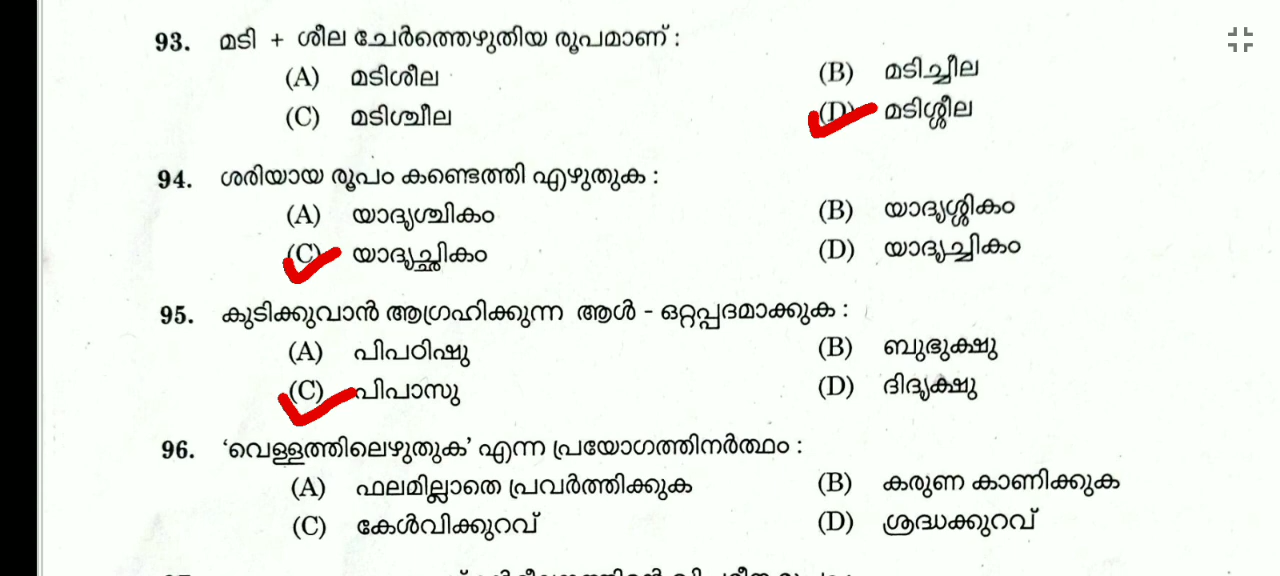 93. മടി + ശീല ചേർത്തെഴുതിയ രൂപമാണ് :
(A) മടിശീല (B) മടിച്ചീല
(C) മടിശ്ചീല (D) മടിശ്ശീല
94. ശരിയായ രൂപം കണ്ടെത്തി എഴുതുക :
(A) യാദൃശ്ചികം (B) യാദൃശ്ശികം
(C) യാദൃച്ഛികം (D) യാദൃച്ചികം
95. കുടിക്കുവാൻ ആഗ്രഹിക്കുന്ന ആൾ - ഒറ്റപ്പദമാക്കുക :
(A) പിപഠിഷു (B) ബുഭുക്ഷു
(C) പിപാസു (D) ദിദൃക്ഷു
96. ‘വെള്ളത്തിലെഴുതുക’ എന്ന പ്രയോഗത്തിനർത്ഥം :
(A) ഫലമില്ലാതെ പ്രവർത്തിക്കുക (B) കരുണ കാണിക്കുക
(C) കേൾവിക്കുറവ് (D) ശ്രദ്ധക്കുറവ്